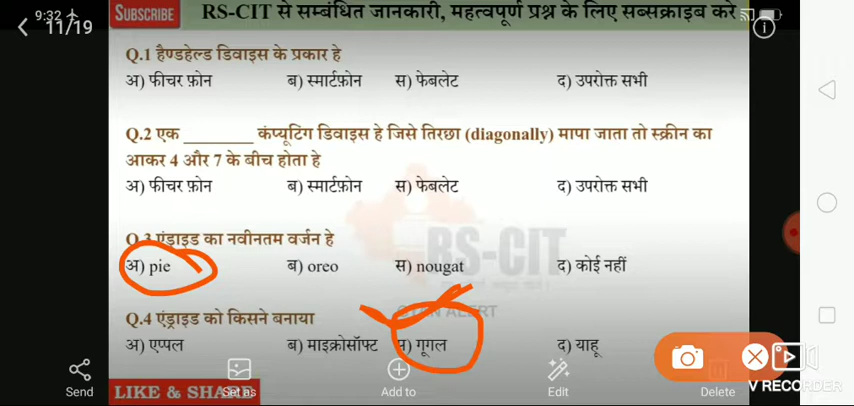 9:32
11/19
SUBSCRIBE
RS-CIT से सम्बंधित जानकारी, महत्वपूर्ण प्रश्न के लिए सब्सक्राइब करे
Q.1 हैण्डहेल्ड डिवाइस के प्रकार हे
अ) फीचर फ़ोन ब) स्मार्टफ़ोन स) फेबलेट द) उपरोक्त सभी
Q.2 एक ________ कंप्यूटिंग डिवाइस हे जिसे तिरछा (diagonally) मापा जाता तो स्क्रीन का
आकर 4 और 7 के बीच होता हे
अ) फीचर फ़ोन ब) स्मार्टफ़ोन स) फेबलेट द) उपरोक्त सभी
Q.3 एंड्राइड का नवीनतम वर्जन हे
अ) pie ब) oreo स) nougat द) कोई नहीं
RS-CIT
ALERT
Q.4 एंड्राइड को किसने बनाया
अ) एप्पल ब) माइक्रोसॉफ्ट स) गूगल द) याहू
Send Set as Add to Edit Delete
LIKE & SHARE
V RECORDER